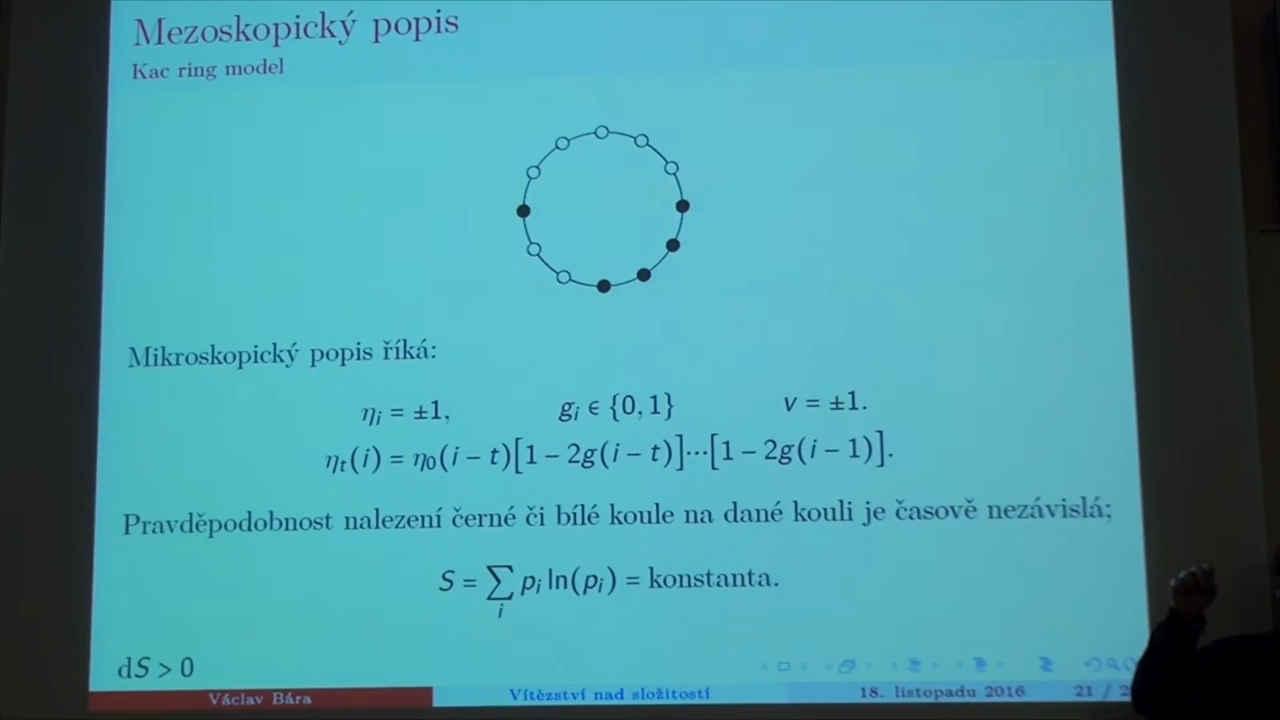 Mezoskopický popis
Kac ring model
Mikroskopický popis říká:
ηᵢ = ±1, gᵢ ∈ {0, 1} v = ±1.
ηₜ(i) = η₀(i − t)[1 − 2g(i − t)]···[1 − 2g(i − 1)].
Pravděpodobnost nalezení černé či bílé koule na dané kouli je časově nezávislá;
S = ∑ᵢ pᵢ ln(pᵢ) = konstanta.
dS > 0
Václav Bára Vítězství nad složitostí 18. listopadu 2016 21 /